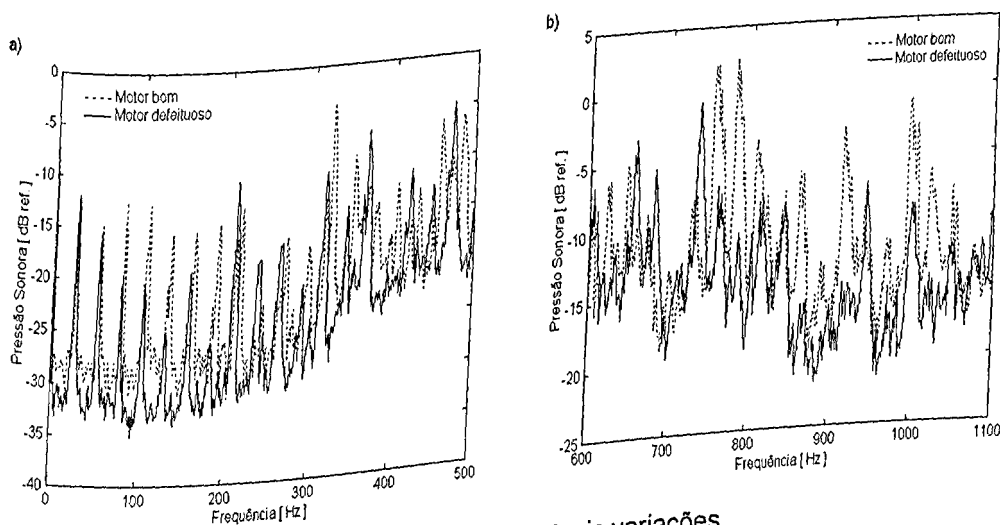 a)
0
-5
-10
-15
-20
-25
-30
-35
-40
Pressão Sonora [ dB ref. ]
Motor bom
Motor defeituoso
0
100
200
300
400
500
Frequência [ Hz ]
b)
5
0
-5
-10
-15
-20
-25
Pressão Sonora [ dB ref. ]
Motor bom
Motor defeituoso
600
700
800
900
1000
1100
Frequência [ Hz ]
variações